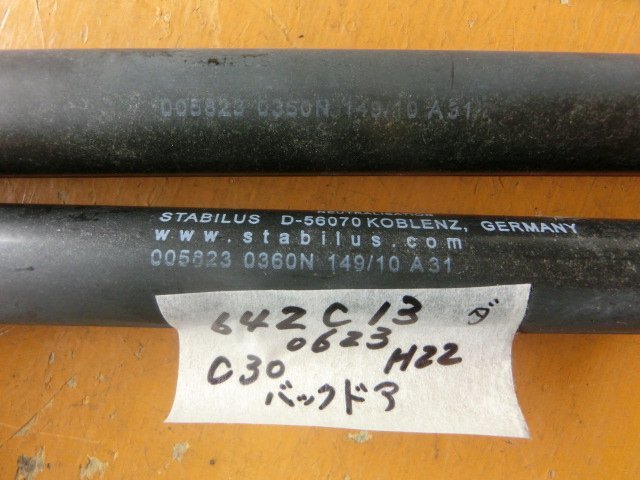 005823 0360N 149/10 A31
STABILUS D-56070 KOBLENZ, GERMANY
www.stabilus.com
005823 0360N 149/10 A31
642C13
0623
C30 H22
バックドア